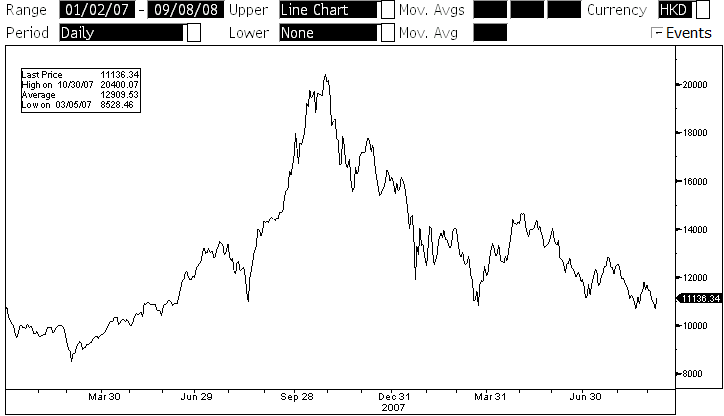 Range 01/02/07 - 09/08/08 Upper Line Chart Mov. Avgs Currency HKD
Period Daily Lower None Mov. Avg Events
Last Price 11136.34
High on 10/30/07 20400.07
Average 12909.53
Low on 03/05/07 8528.46
20000
18000
16000
14000
12000
11136.34
10000
8000
Mar 30 Jun 29 Sep 28 Dec 31 Mar 31 Jun 30
2007